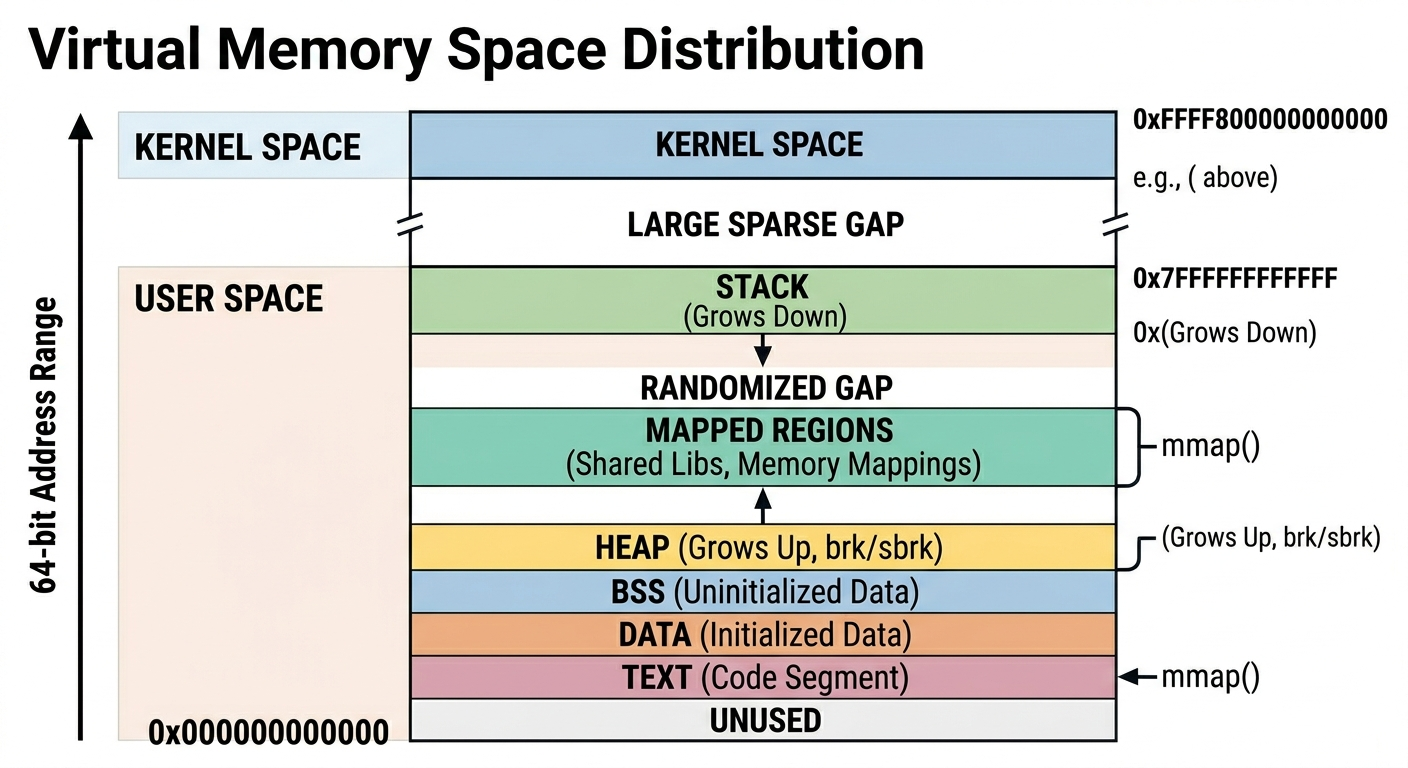 Virtual Memory Space Distribution
64-bit Address Range
KERNEL SPACE
KERNEL SPACE
0xFFFF800000000000
e.g., ( above)
LARGE SPARSE GAP
USER SPACE
STACK
(Grows Down)
0x7FFFFFFFFFFF
0x(Grows Down)
RANDOMIZED GAP
MAPPED REGIONS
(Shared Libs, Memory Mappings)
mmap()
HEAP (Grows Up, brk/sbrk)
(Grows Up, brk/sbrk)
BSS (Uninitialized Data)
DATA (Initialized Data)
TEXT (Code Segment)
mmap()
UNUSED
0x000000000000